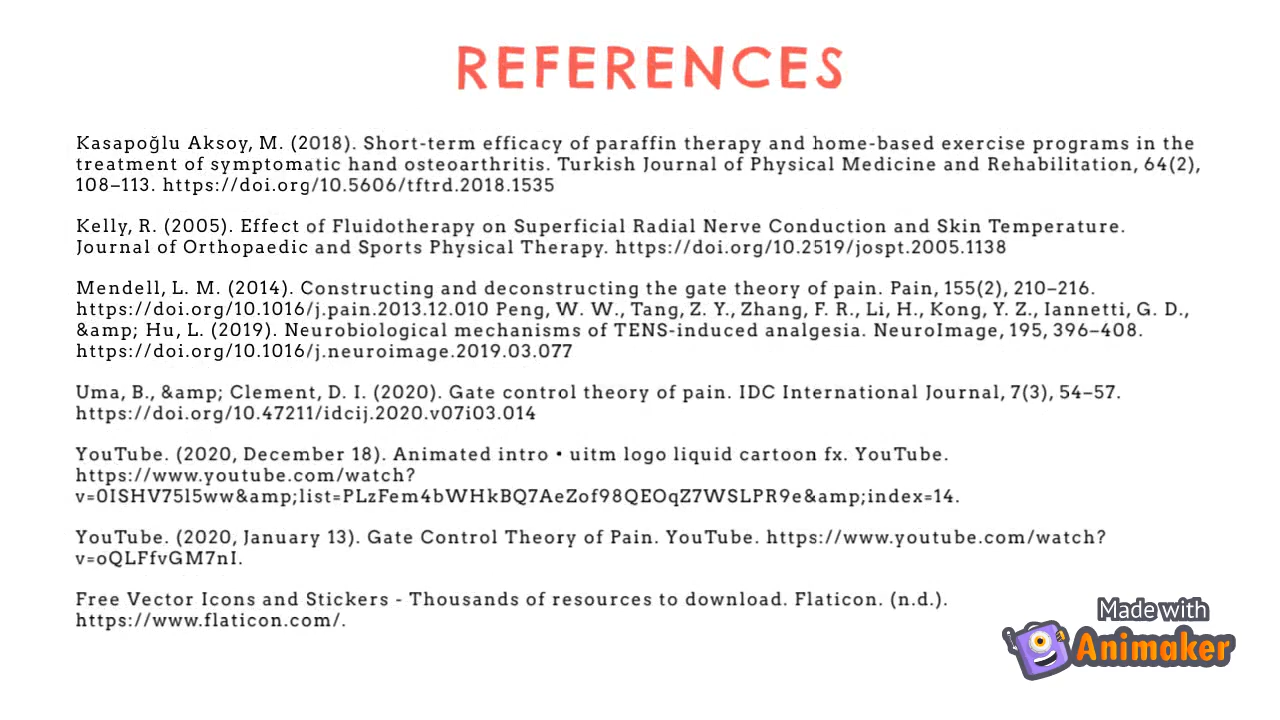 REFERENCES
Kasapoğlu Aksoy, M. (2018). Short-term efficacy of paraffin therapy and home-based exercise programs in the
treatment of symptomatic hand osteoarthritis. Turkish Journal of Physical Medicine and Rehabilitation, 64(2),
108–113. https://doi.org/10.5606/tftrd.2018.1535
Kelly, R. (2005). Effect of Fluidotherapy on Superficial Radial Nerve Conduction and Skin Temperature.
Journal of Orthopaedic and Sports Physical Therapy. https://doi.org/10.2519/jospt.2005.1138
Mendell, L. M. (2014). Constructing and deconstructing the gate theory of pain. Pain, 155(2), 210–216.
https://doi.org/10.1016/j.pain.2013.12.010 Peng, W. W., Tang, Z. Y., Zhang, F. R., Li, H., Kong, Y. Z., Iannetti, G. D.,
&amp; Hu, L. (2019). Neurobiological mechanisms of TENS-induced analgesia. NeuroImage, 195, 396–408.
https://doi.org/10.1016/j.neuroimage.2019.03.077
Uma, B., &amp; Clement, D. I. (2020). Gate control theory of pain. IDC International Journal, 7(3), 54–57.
https://doi.org/10.47211/idcij.2020.v07i03.014
YouTube. (2020, December 18). Animated intro • uitm logo liquid cartoon fx. YouTube.
https://www.youtube.com/watch?
v=0ISHV75l5ww&amp;list=PLzFem4bWHkBQ7AeZof98QEOqZ7WSLPR9e&amp;index=14.
YouTube. (2020, January 13). Gate Control Theory of Pain. YouTube. https://www.youtube.com/watch?
v=oQLFfvGM7nI.
Free Vector Icons and Stickers - Thousands of resources to download. Flaticon. (n.d.).
https://www.flaticon.com/.
Made with
Animaker